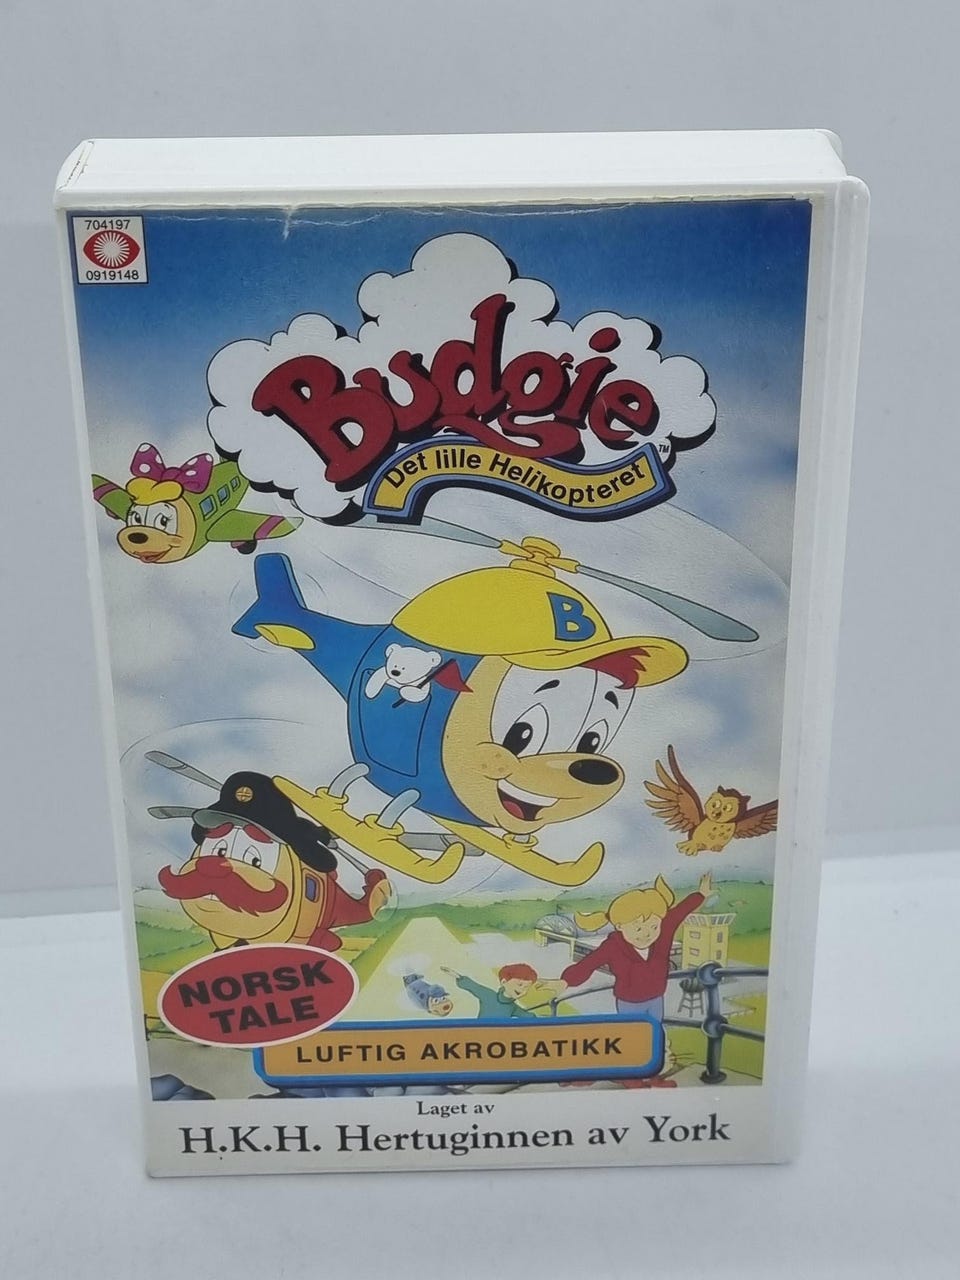 704197
0919148
Budgie
TM
Det lille Helikopteret
B
NORSK
TALE
LUFTIG AKROBATIKK
Laget av
H.K.H. Hertuginnen av York